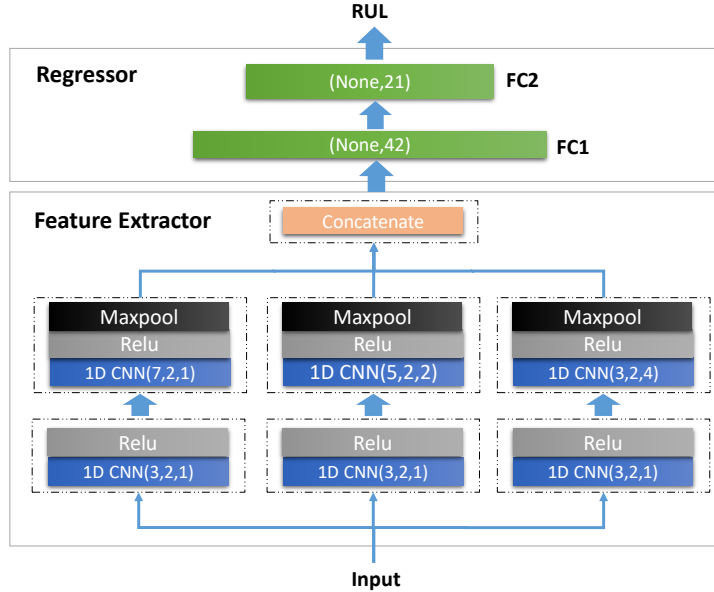 RUL
Regressor
(None,21)
FC2
(None,42)
FC1
Feature Extractor
Concatenate
Maxpool
Maxpool
Maxpool
Relu
Relu
Relu
1D CNN(7,2,1)
1D CNN(5,2,2)
1D CNN(3,2,4)
Relu
Relu
Relu
1D CNN(3,2,1)
1D CNN(3,2,1)
1D CNN(3,2,1)
Input